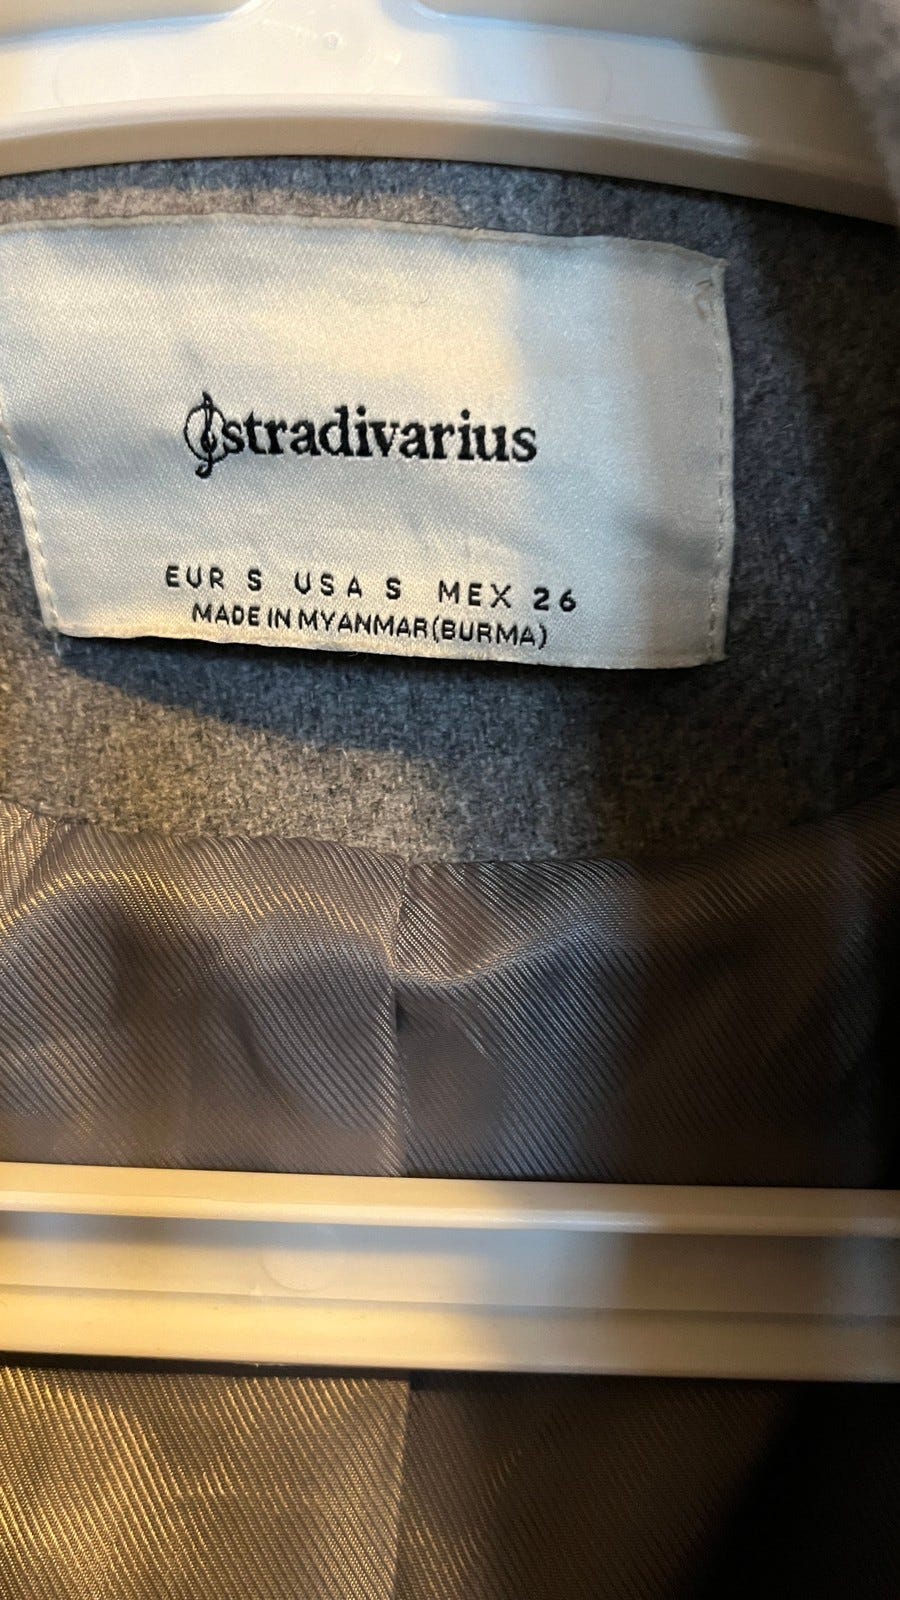 stradivarius
EUR S USA S MEX 26
MADE IN MYANMAR(BURMA)